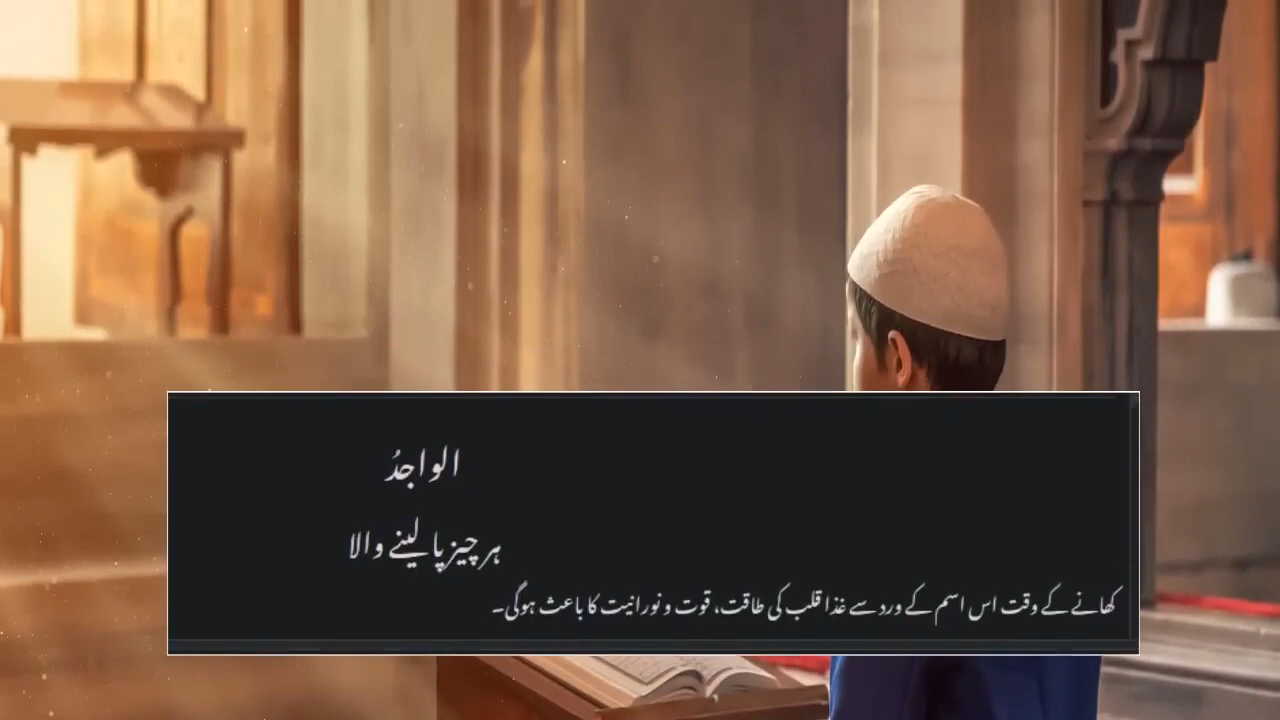 الواجدُ
ہر چیز پا لینے والا
کھانے کے وقت اس اسم کے ورد سے غذا قلب کی طاقت، قوت و نورانیت کا باعث ہوگی۔